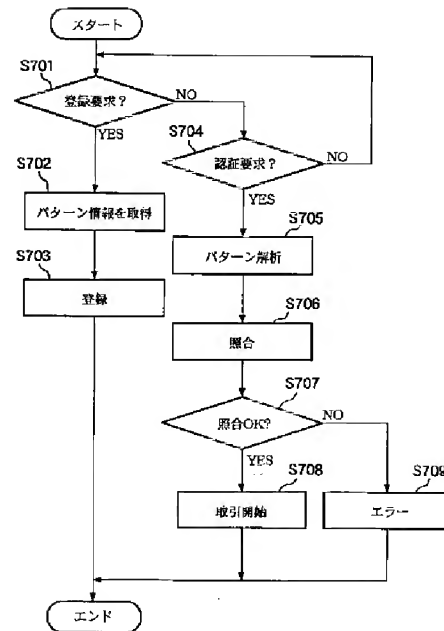 スタート
S701
登録要求?
NO
YES
S704
認証要求?
NO
YES
S702
パターン情報を取得
S705
パターン解析
S703
登録
S706
照合
S707
照合OK?
NO
YES
S708
取引開始
S709
エラー
エンド